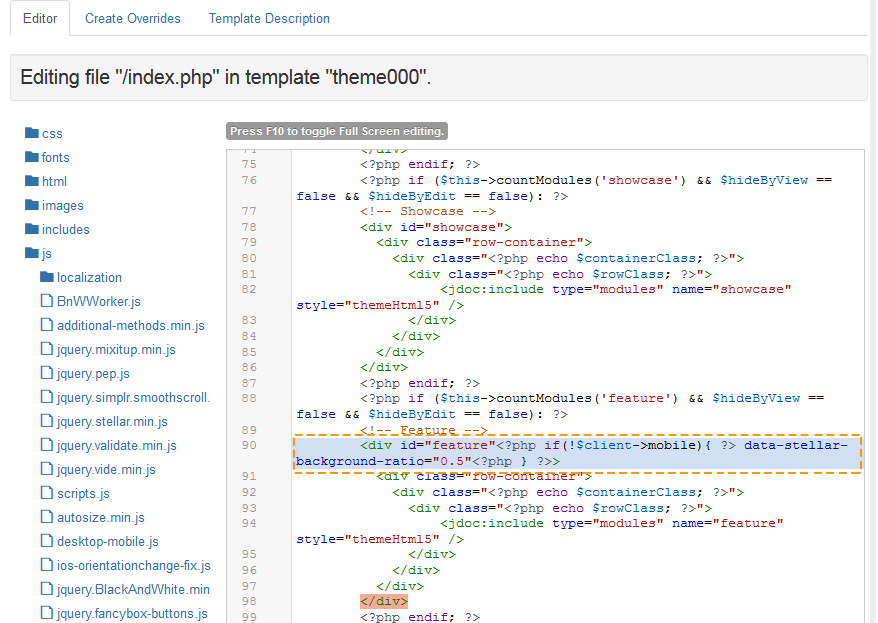 Editor Create Overrides Template Description
Editing file "/index.php" in template "theme000".
css
fonts
html
images
includes
js
localization
BnWWorker.js
additional-methods.min.js
jquery.mixitup.min.js
jquery.pep.js
jquery.simplr.smoothscroll.
jquery.stellar.min.js
jquery.validate.min.js
jquery.vide.min.js
scripts.js
autosize.min.js
desktop-mobile.js
ios-orientationchange-fix.js
jquery.BlackAndWhite.min
jquery.fancybox-buttons.js
Press F10 to toggle Full Screen editing.
74 </div>
75 <?php endif; ?>
76 <?php if ($this->countModules('showcase') && $hideByView ==
false && $hideByEdit == false): ?>
77 <!-- Showcase -->
78 <div id="showcase">
79 <div class="row-container">
80 <div class="<?php echo $containerClass; ?>">
81 <div class="<?php echo $rowClass; ?>">
82 <jdoc:include type="modules" name="showcase"
style="themeHtml5" />
83 </div>
84 </div>
85 </div>
86 </div>
87 <?php endif; ?>
88 <?php if ($this->countModules('feature') && $hideByView ==
false && $hideByEdit == false): ?>
89 <!-- Feature -->
90 <div id="feature"<?php if(!$client->mobile){ ?> data-stellar-
background-ratio="0.5"<?php } ?>>
91 <div class="row-container">
92 <div class="<?php echo $containerClass; ?>">
93 <div class="<?php echo $rowClass; ?>">
94 <jdoc:include type="modules" name="feature"
style="themeHtml5" />
95 </div>
96 </div>
97 </div>
98 </div>
99 <?php endif; ?>